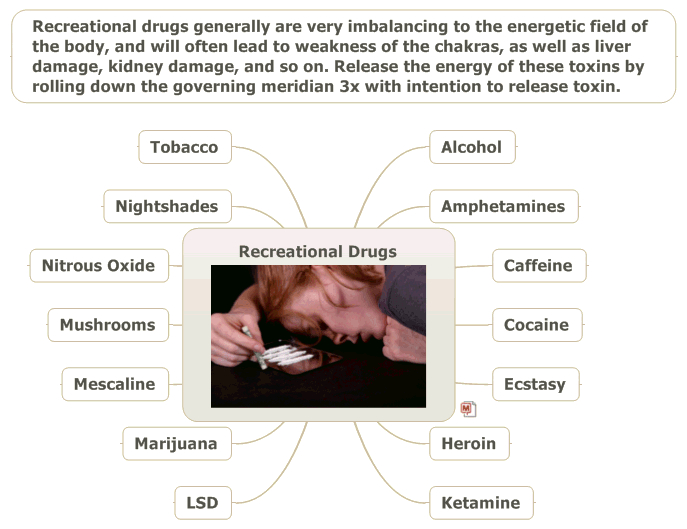 Recreational drugs generally are very imbalancing to the energetic field of
the body, and will often lead to weakness of the chakras, as well as liver
damage, kidney damage, and so on. Release the energy of these toxins by
rolling down the governing meridian 3x with intention to release toxin.
Tobacco
Alcohol
Nightshades
Amphetamines
Recreational Drugs
Nitrous Oxide
Caffeine
Mushrooms
Cocaine
Mescaline
Ecstasy
M
Marijuana
Heroin
LSD
Ketamine